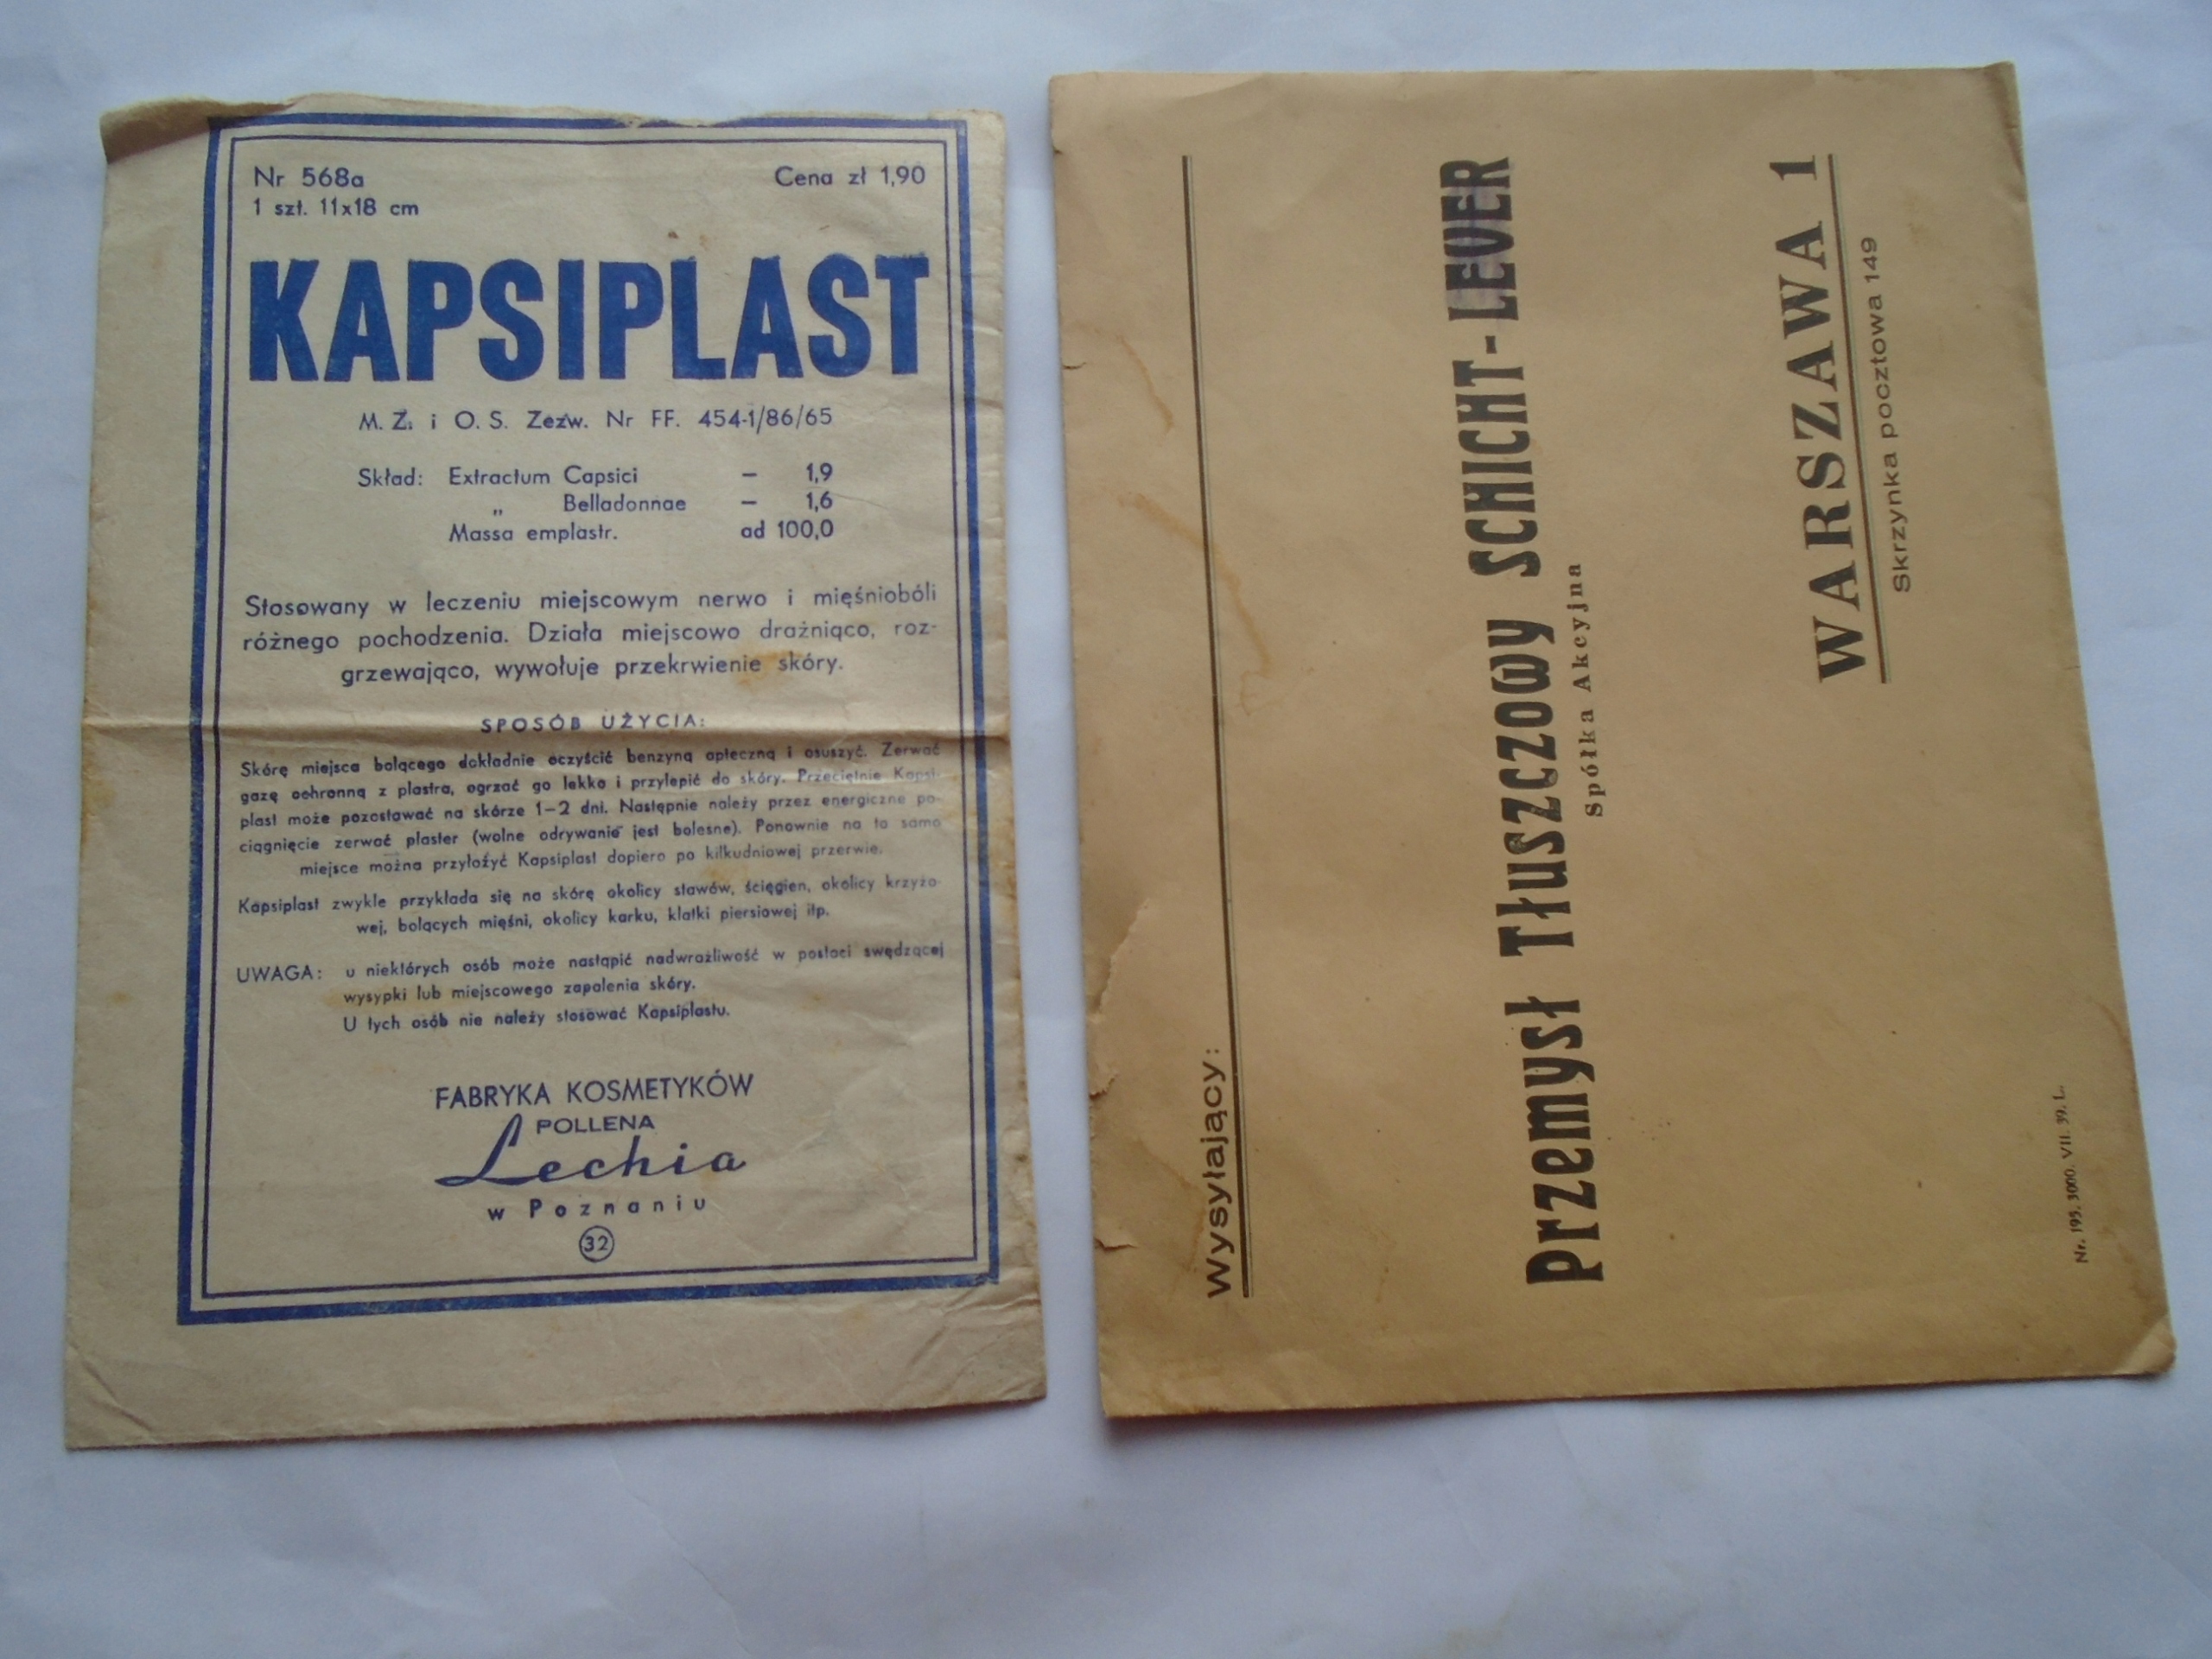 Nr 568a
Cena zł 1,90
1 szt. 11x18 cm
KAPSIPLAST
M. Z. i O. S. Zezw. Nr FF. 454-1/86/65
Skład: Extractum Capsici — 1,9
„ Belladonnae — 1,6
Massa emplastr. ad 100,0
Stosowany w leczeniu miejscowym nerwo i mięśniobóli
różnego pochodzenia. Działa miejscowo drażniąco, roz-
grzewająco, wywołuje przekrwienie skóry.
SPOSÓB UŻYCIA:
Skórę miejsca bolącego dokładnie oczyścić benzyną apteczną i osuszyć. Zerwać
gazę ochronną z plastra, ogrzać go lekko i przylepić do skóry. Przeciętnie Kapsi-
plast może pozostawać na skórze 1–2 dni. Następnie należy przez energiczne po-
ciągnięcie zerwać plaster (wolne odrywanie jest bolesne). Ponownie na to samo
miejsce można przyłożyć Kapsiplast dopiero po kilkudniowej przerwie.
Kapsiplast zwykle przykłada się na skórę okolicy stawów, ścięgien, okolicy krzyżo-
wej, bolących mięśni, okolicy karku, klatki piersiowej itp.
UWAGA: u niektórych osób może nastąpić nadwrażliwość w postaci swędzącej
wysypki lub miejscowego zapalenia skóry.
U tych osób nie należy stosować Kapsiplastu.
FABRYKA KOSMETYKÓW
POLLENA
Lechia
w Poznaniu
32
Wysyłający:
Przemysł Tłuszczowy SCHICHT-LEVER
Spółka Akcyjna
WARSZAWA 1
Skrzynka pocztowa 149
Nr. 195. 3000. VII. 39. L.